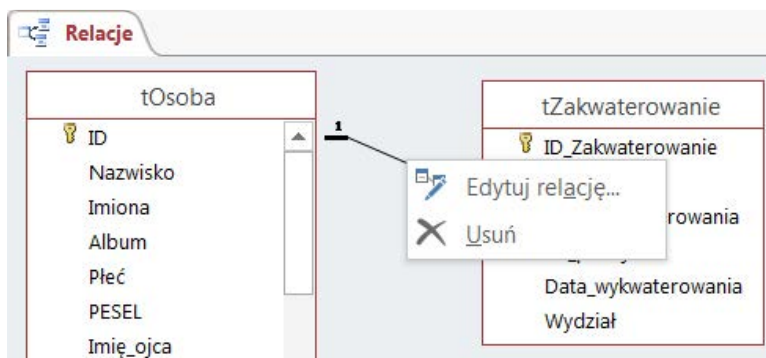 Relacje
tOsoba
ID
Nazwisko
Imiona
Album
Płeć
PESEL
Imię_ojca
1
tZakwaterowanie
ID_Zakwaterowanie
rowania
Data_wykwaterowania
Wydział
Edytuj relację...
Usuń